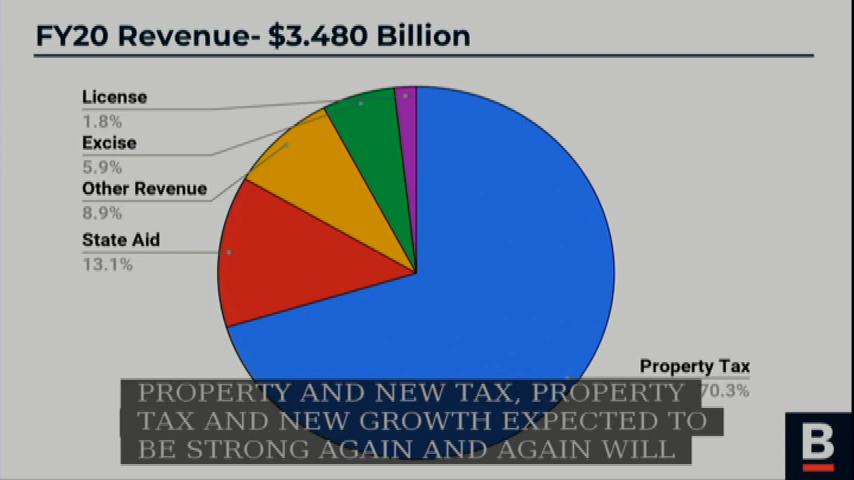 FY20 Revenue- $3.480 Billion
License
1.8%
Excise
5.9%
Other Revenue
8.9%
State Aid
13.1%
Property Tax
70.3%
PROPERTY AND NEW TAX, PROPERTY
TAX AND NEW GROWTH EXPECTED TO
BE STRONG AGAIN AND AGAIN WILL
B